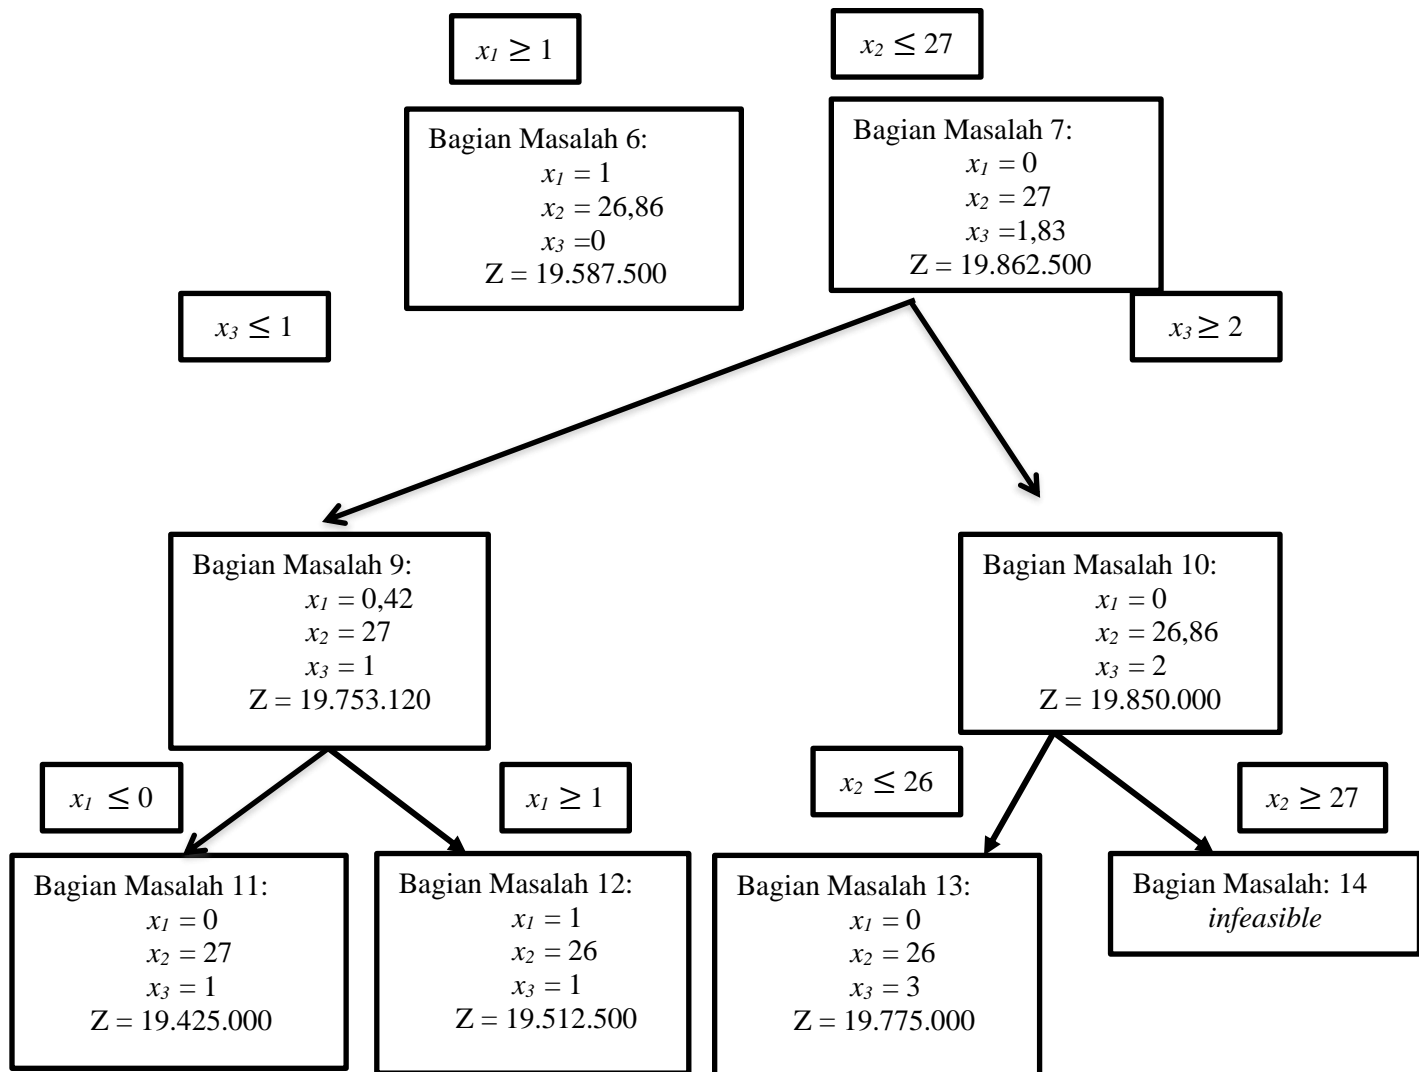 x₁ ≥ 1
x₂ ≤ 27
Bagian Masalah 6:
x₁ = 1
x₂ = 26,86
x₃ =0
Z = 19.587.500
Bagian Masalah 7:
x₁ = 0
x₂ = 27
x₃ =1,83
Z = 19.862.500
x₃ ≤ 1
x₃ ≥ 2
Bagian Masalah 9:
x₁ = 0,42
x₂ = 27
x₃ = 1
Z = 19.753.120
Bagian Masalah 10:
x₁ = 0
x₂ = 26,86
x₃ = 2
Z = 19.850.000
x₁ ≤ 0
x₁ ≥ 1
x₂ ≤ 26
x₂ ≥ 27
Bagian Masalah 11:
x₁ = 0
x₂ = 27
x₃ = 1
Z = 19.425.000
Bagian Masalah 12:
x₁ = 1
x₂ = 26
x₃ = 1
Z = 19.512.500
Bagian Masalah 13:
x₁ = 0
x₂ = 26
x₃ = 3
Z = 19.775.000
Bagian Masalah: 14
infeasible